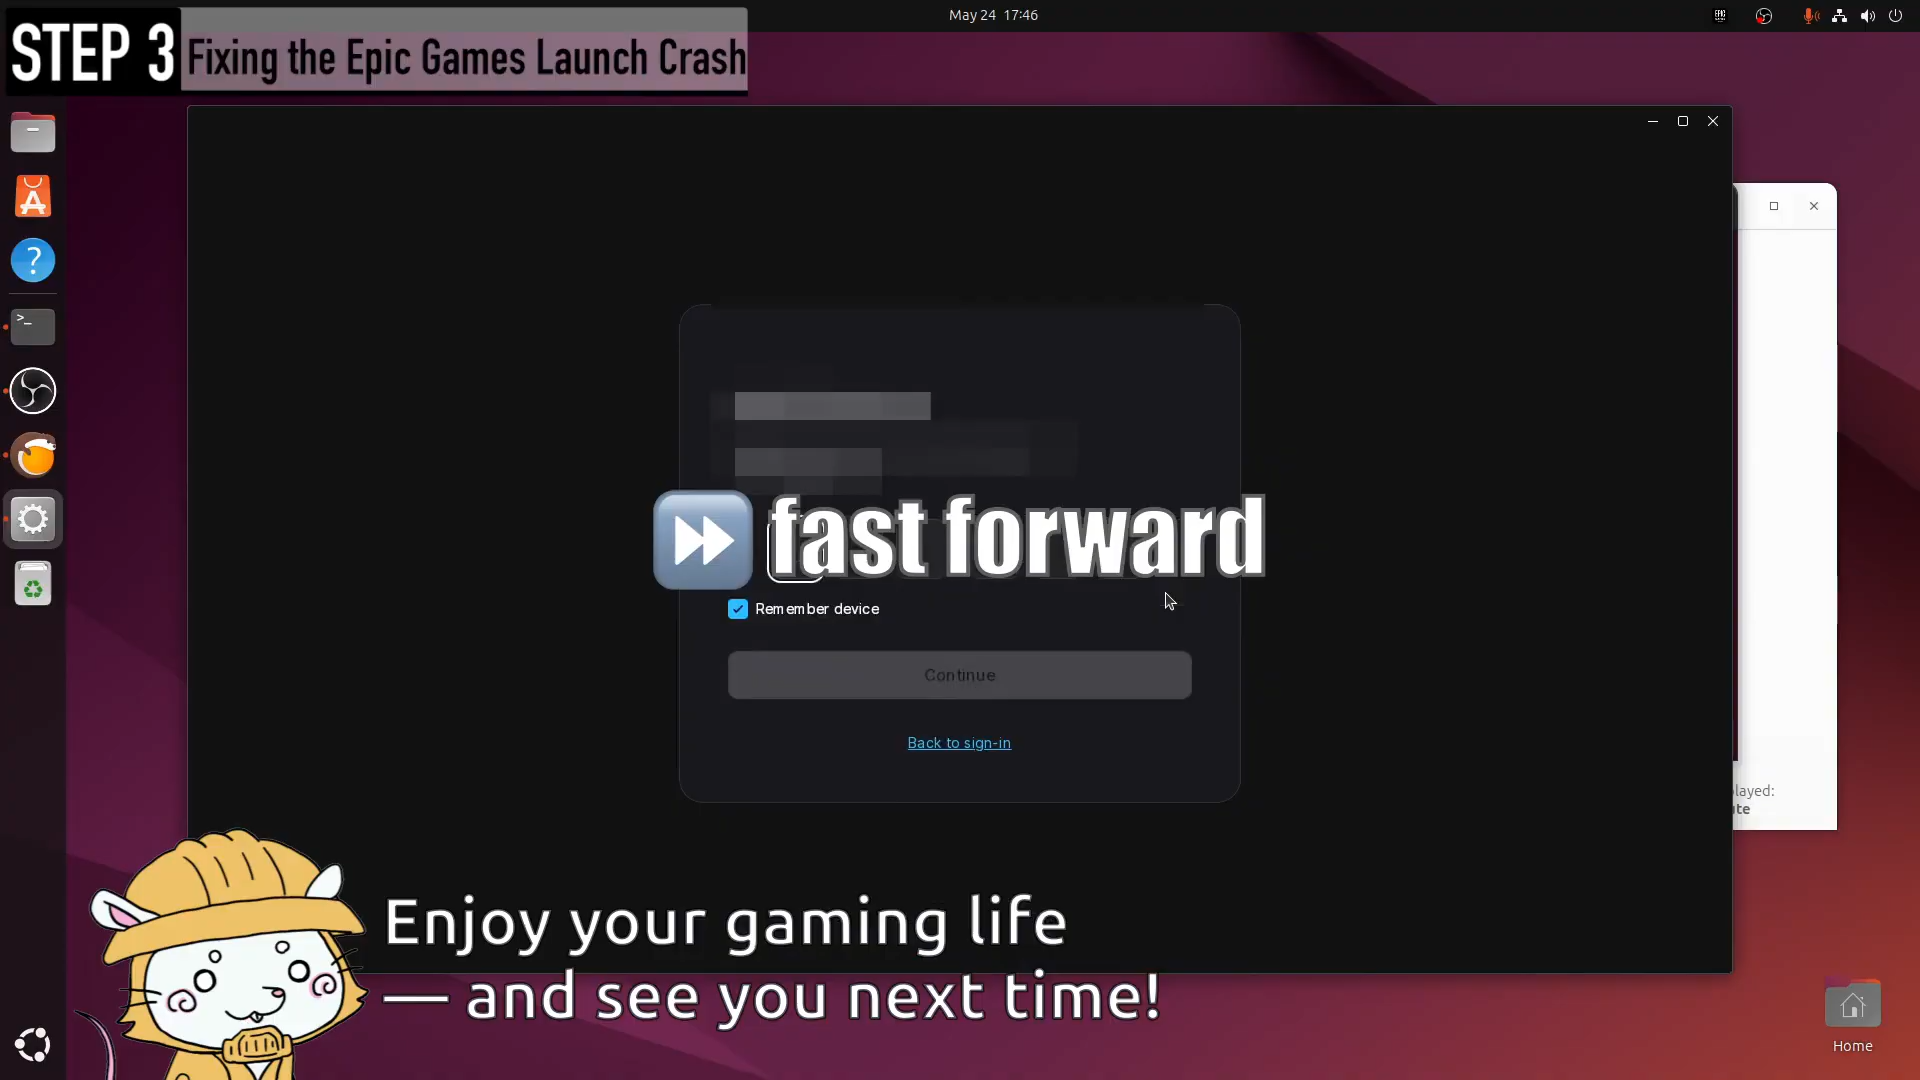 STEP 3
Fixing the Epic Games Launch Crash
May 24 17:46
fast forward
Remember device
Continue
Back to sign-in
layed:
Enjoy your gaming life
— and see you next time!
Home